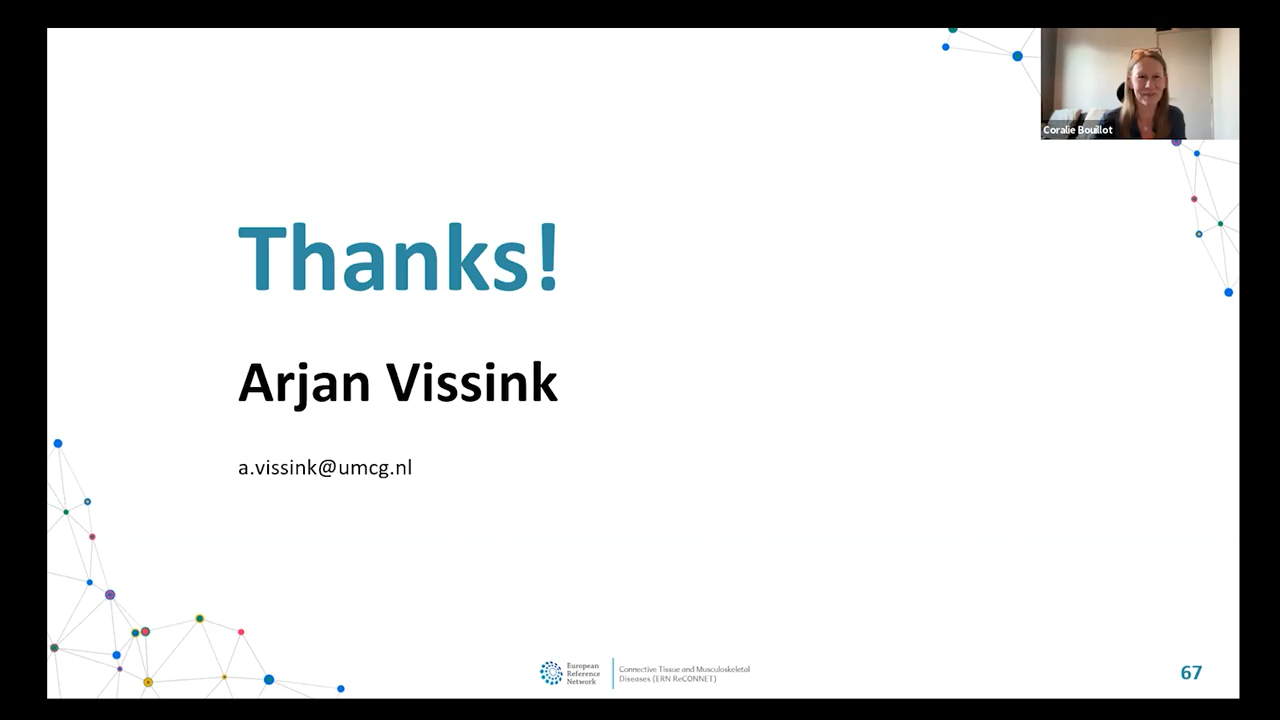 Coralie Bouillot
Thanks!
Arjan Vissink
a.vissink@umcg.nl
European
Reference
Network
Connective Tissue and Musculoskeletal
Diseases (ERN ReCONNET)
67